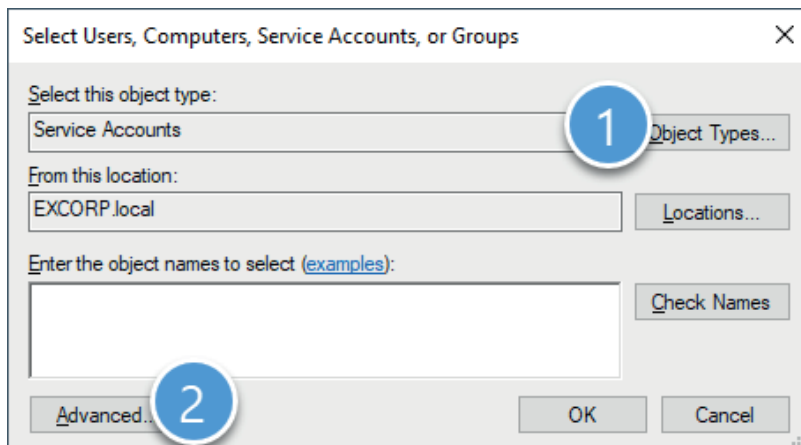 Select Users, Computers, Service Accounts, or Groups
Select this object type:
Service Accounts
1
Object Types...
From this location:
EXCORP.local
Locations...
Enter the object names to select (examples):
Check Names
Advanced..
2
OK
Cancel